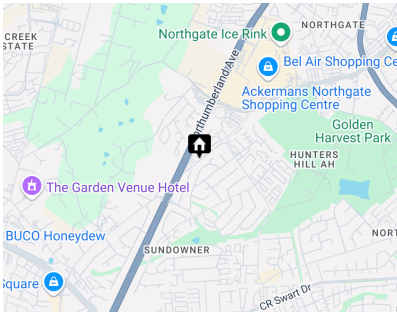 NORTHGATE
Northgate Ice Rink
CREEK
ESTATE
Bel Air Shopping Ce
Ackermans Northgate
Shopping Centre
Northumberland Ave
Golden
Harvest Park
HUNTERS
HILL AH
The Garden Venue Hotel
BUCO Honeydew
NORT
SUNDOWNER
Square
CR Swart Dr